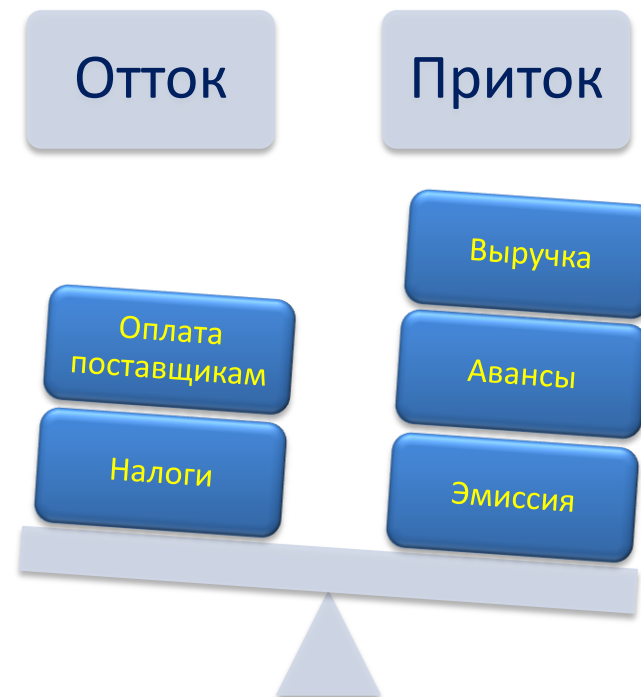 Отток
Приток
Выручка
Оплата
поставщикам
Авансы
Налоги
Эмиссия